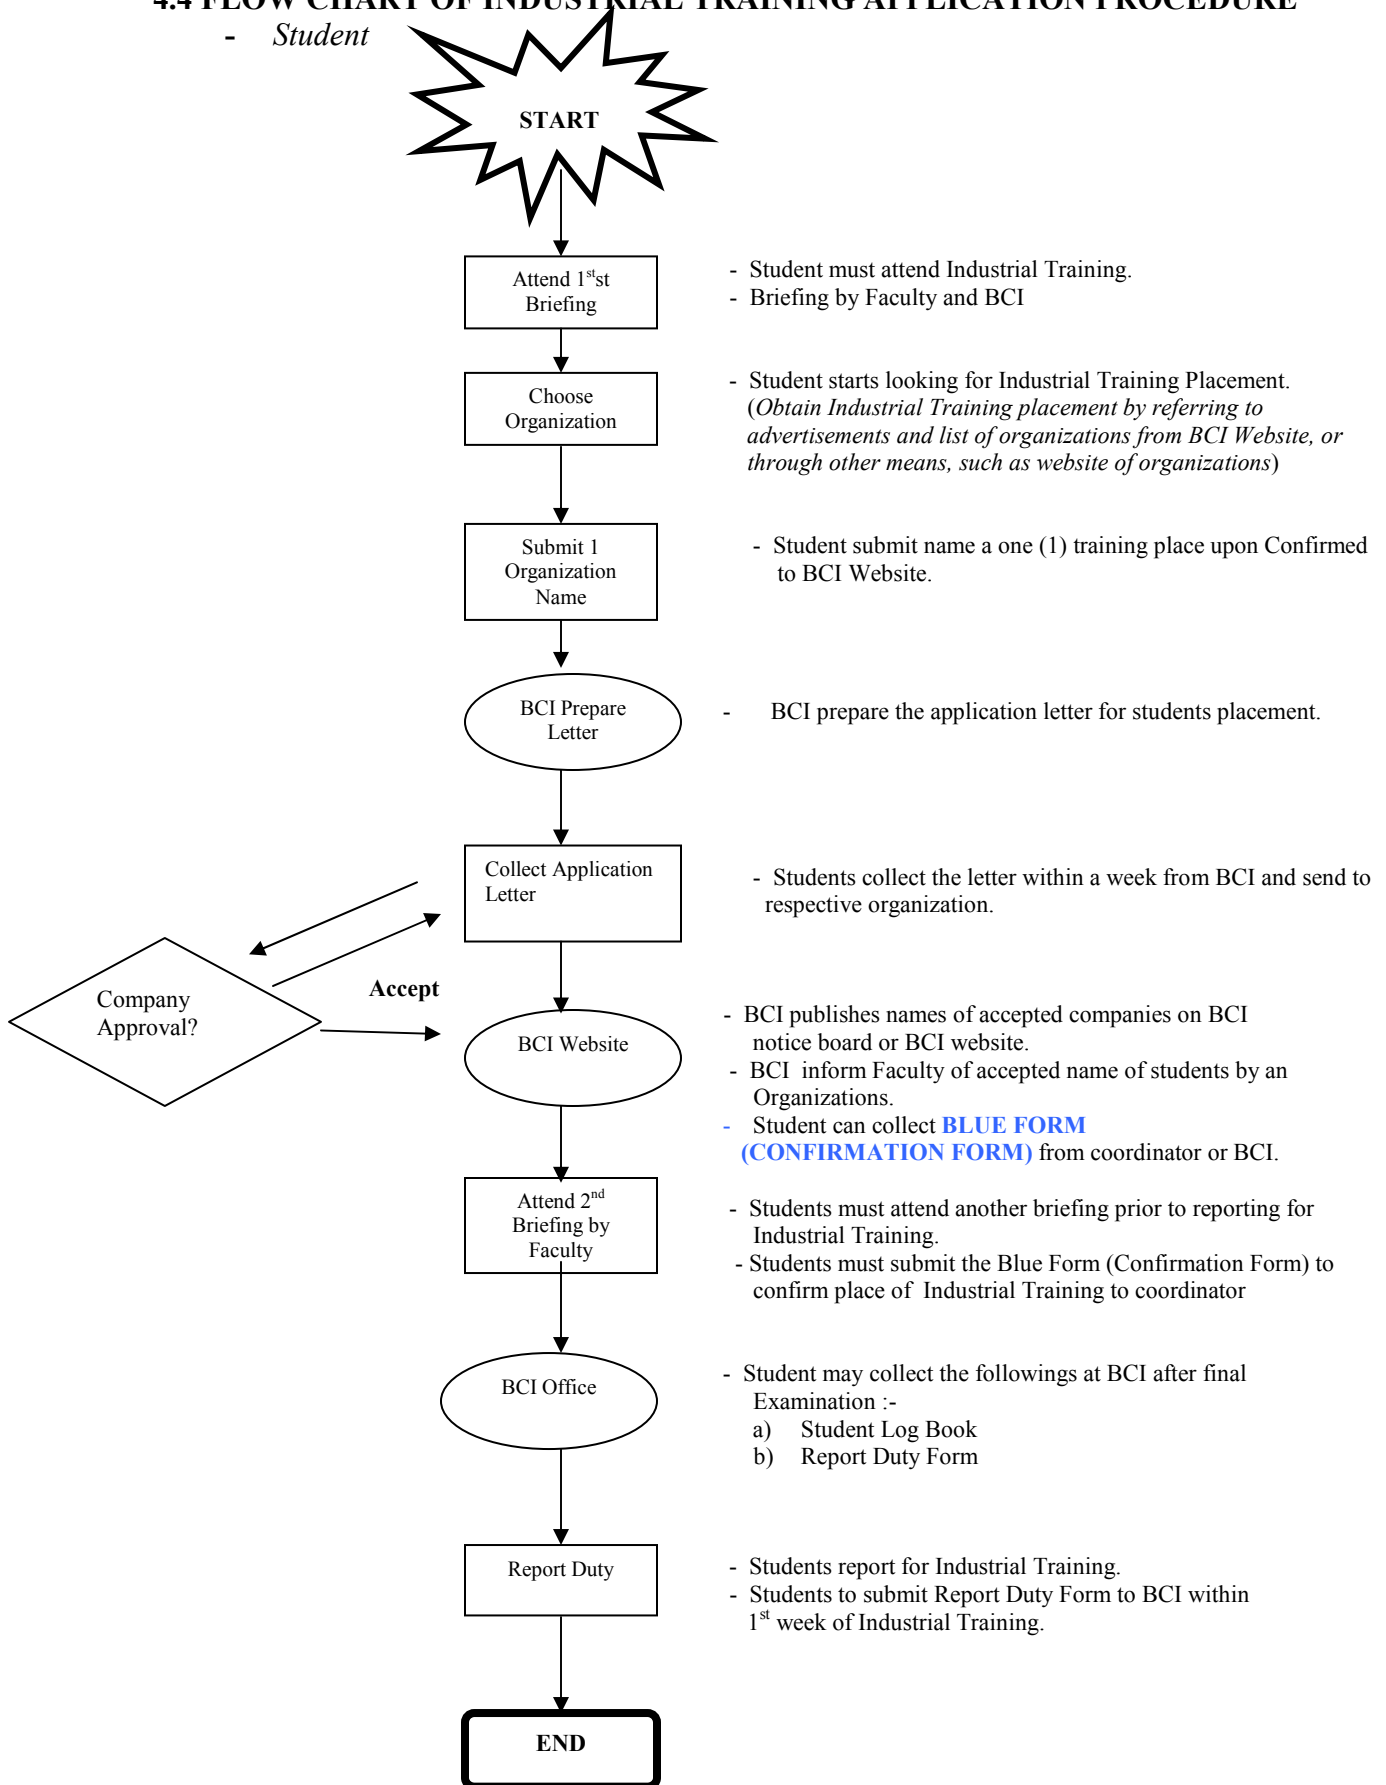 4.4 FLOW CHART OF INDUSTRIAL TRAINING APPLICATION PROCEDURE
- Student
START
Attend 1stst
Briefing
- Student must attend Industrial Training.
- Briefing by Faculty and BCI
Choose
Organization
- Student starts looking for Industrial Training Placement.
(Obtain Industrial Training placement by referring to
advertisements and list of organizations from BCI Website, or
through other means, such as website of organizations)
Submit 1
Organization
Name
- Student submit name a one (1) training place upon Confirmed
to BCI Website.
BCI Prepare
Letter
- BCI prepare the application letter for students placement.
Collect Application
Letter
- Students collect the letter within a week from BCI and send to
respective organization.
Company
Approval?
Accept
BCI Website
- BCI publishes names of accepted companies on BCI
notice board or BCI website.
- BCI inform Faculty of accepted name of students by an
Organizations.
- Student can collect BLUE FORM
(CONFIRMATION FORM) from coordinator or BCI.
Attend 2nd
Briefing by
Faculty
- Students must attend another briefing prior to reporting for
Industrial Training.
- Students must submit the Blue Form (Confirmation Form) to
confirm place of Industrial Training to coordinator
BCI Office
- Student may collect the followings at BCI after final
Examination :-
a) Student Log Book
b) Report Duty Form
Report Duty
- Students report for Industrial Training.
- Students to submit Report Duty Form to BCI within
1st week of Industrial Training.
END